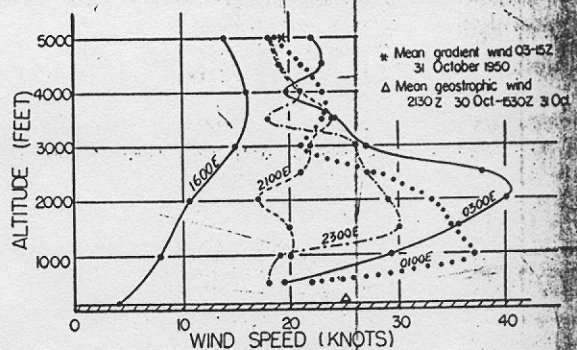 5000
4000
3000
2000
1000
ALTITUDE (FEET)
* Mean gradient wind 03-15Z
31 October 1950
△ Mean geostrophic wind
2130Z 30 Oct-1530Z 31 Oct
1600E
2100E
2300E
0300E
0100E
0 10 20 30 40
WIND SPEED (KNOTS)